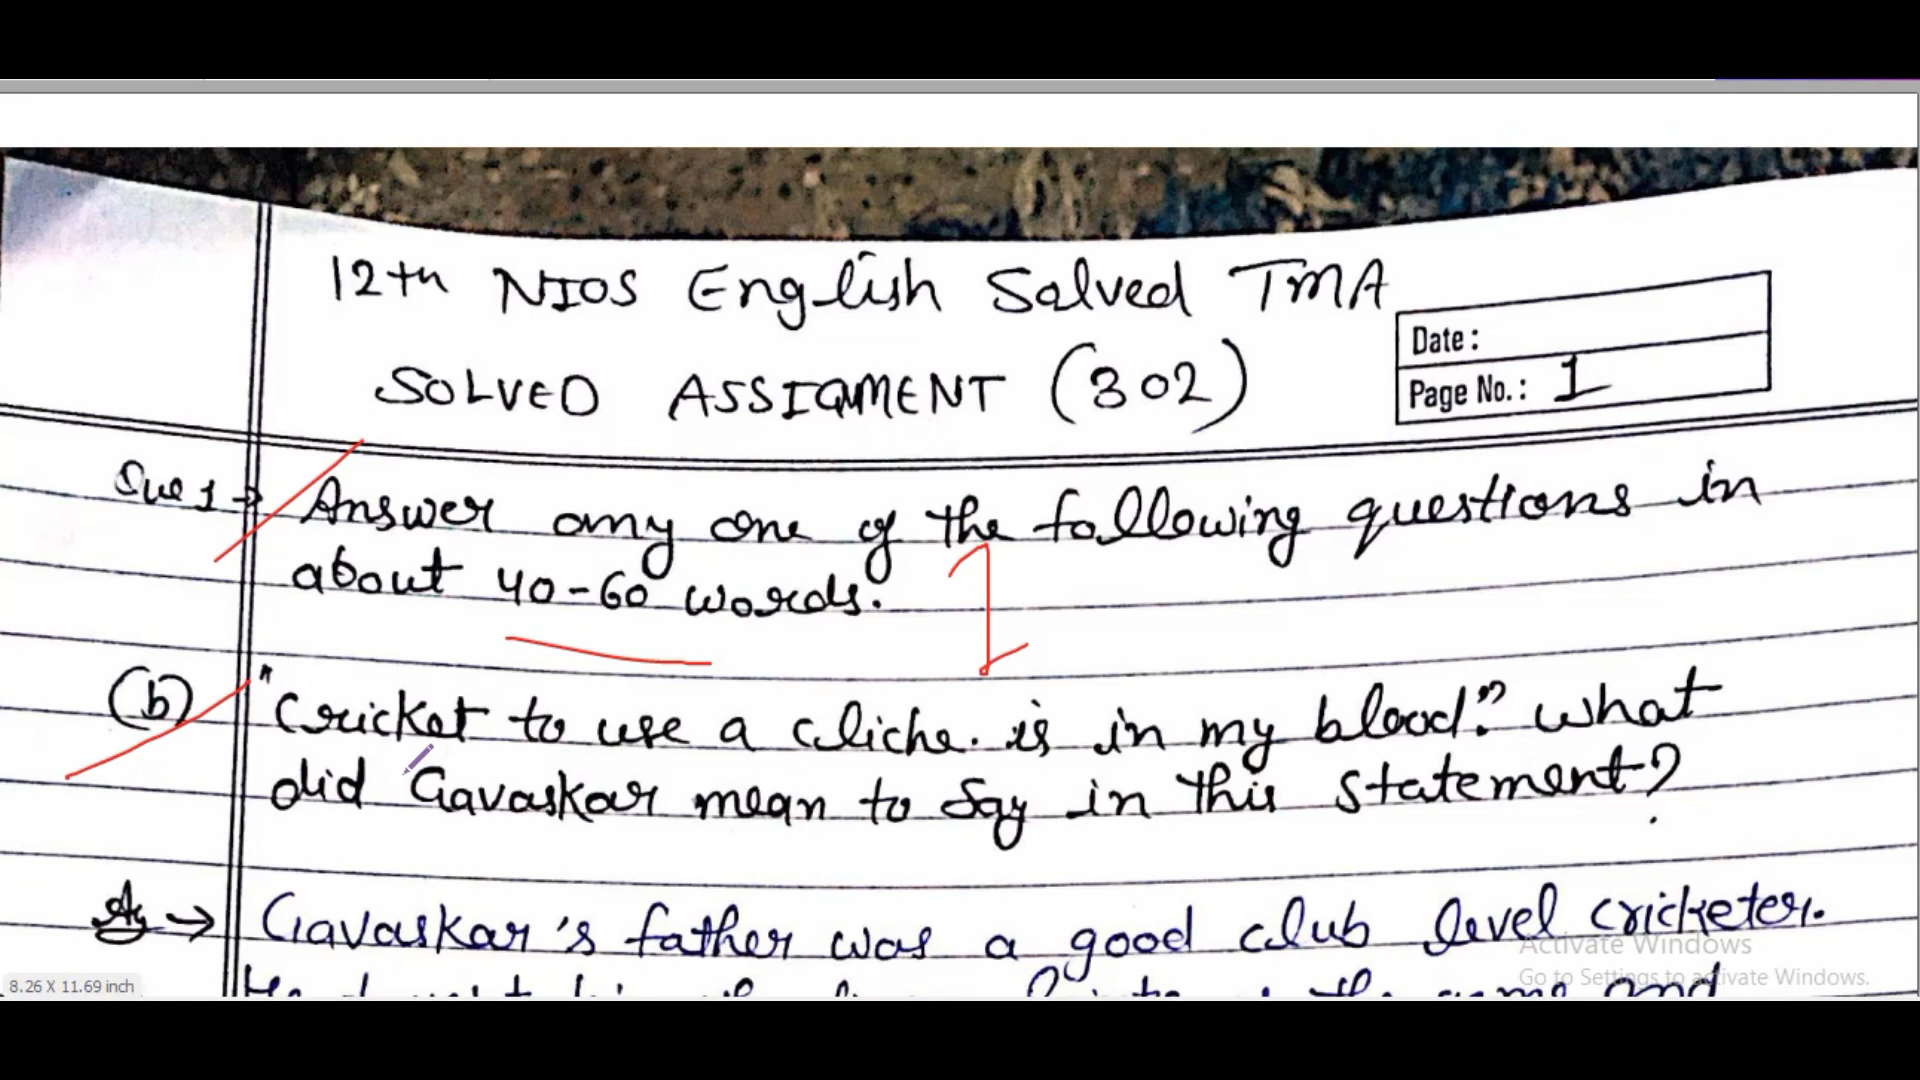 12th NIOS English Solved TMA
SOLVED ASSIGNMENT (302)
Date :
Page No. : 1
Que 1 → Answer any one of the following questions in
about 40-60 words.
(b) "Cricket to use a cliche. is in my blood." What
did Gavaskar mean to say in this statement?
→ Gavaskar's father was a good club level cricketer.
and
Activate Windows
Go to Settings to activate Windows.
8.26 X 11.69 inch